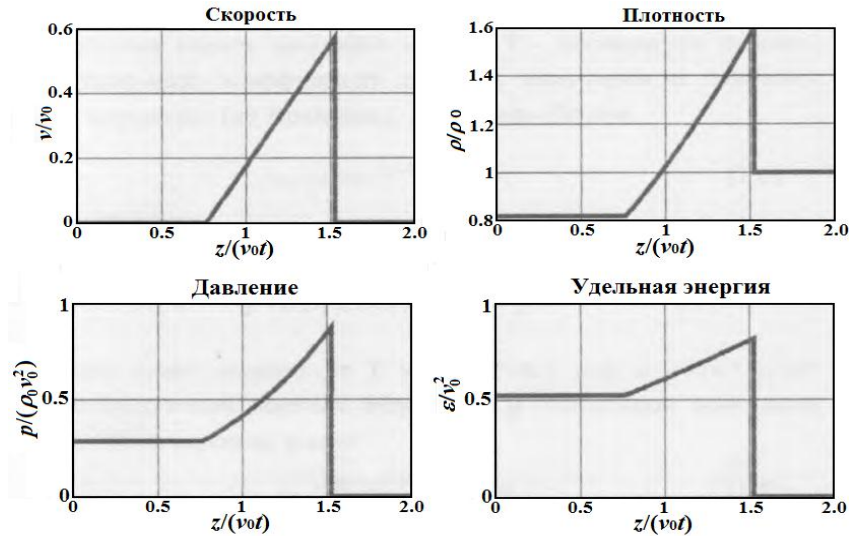 Скорость
0.6
0.4
0.2
0
v/v0
0
0.5
1
1.5
2.0
z/(v0t)
Плотность
1.6
1.4
1.2
1
0.8
ρ/ρ0
0
0.5
1
1.5
2.0
z/(v0t)
Давление
1
0.5
0
p/(ρ0v0²)
0
0.5
1
1.5
2.0
z/(v0t)
Удельная энергия
1
0.5
0
ε/v0²
0
0.5
1
1.5
2.0
z/(v0t)